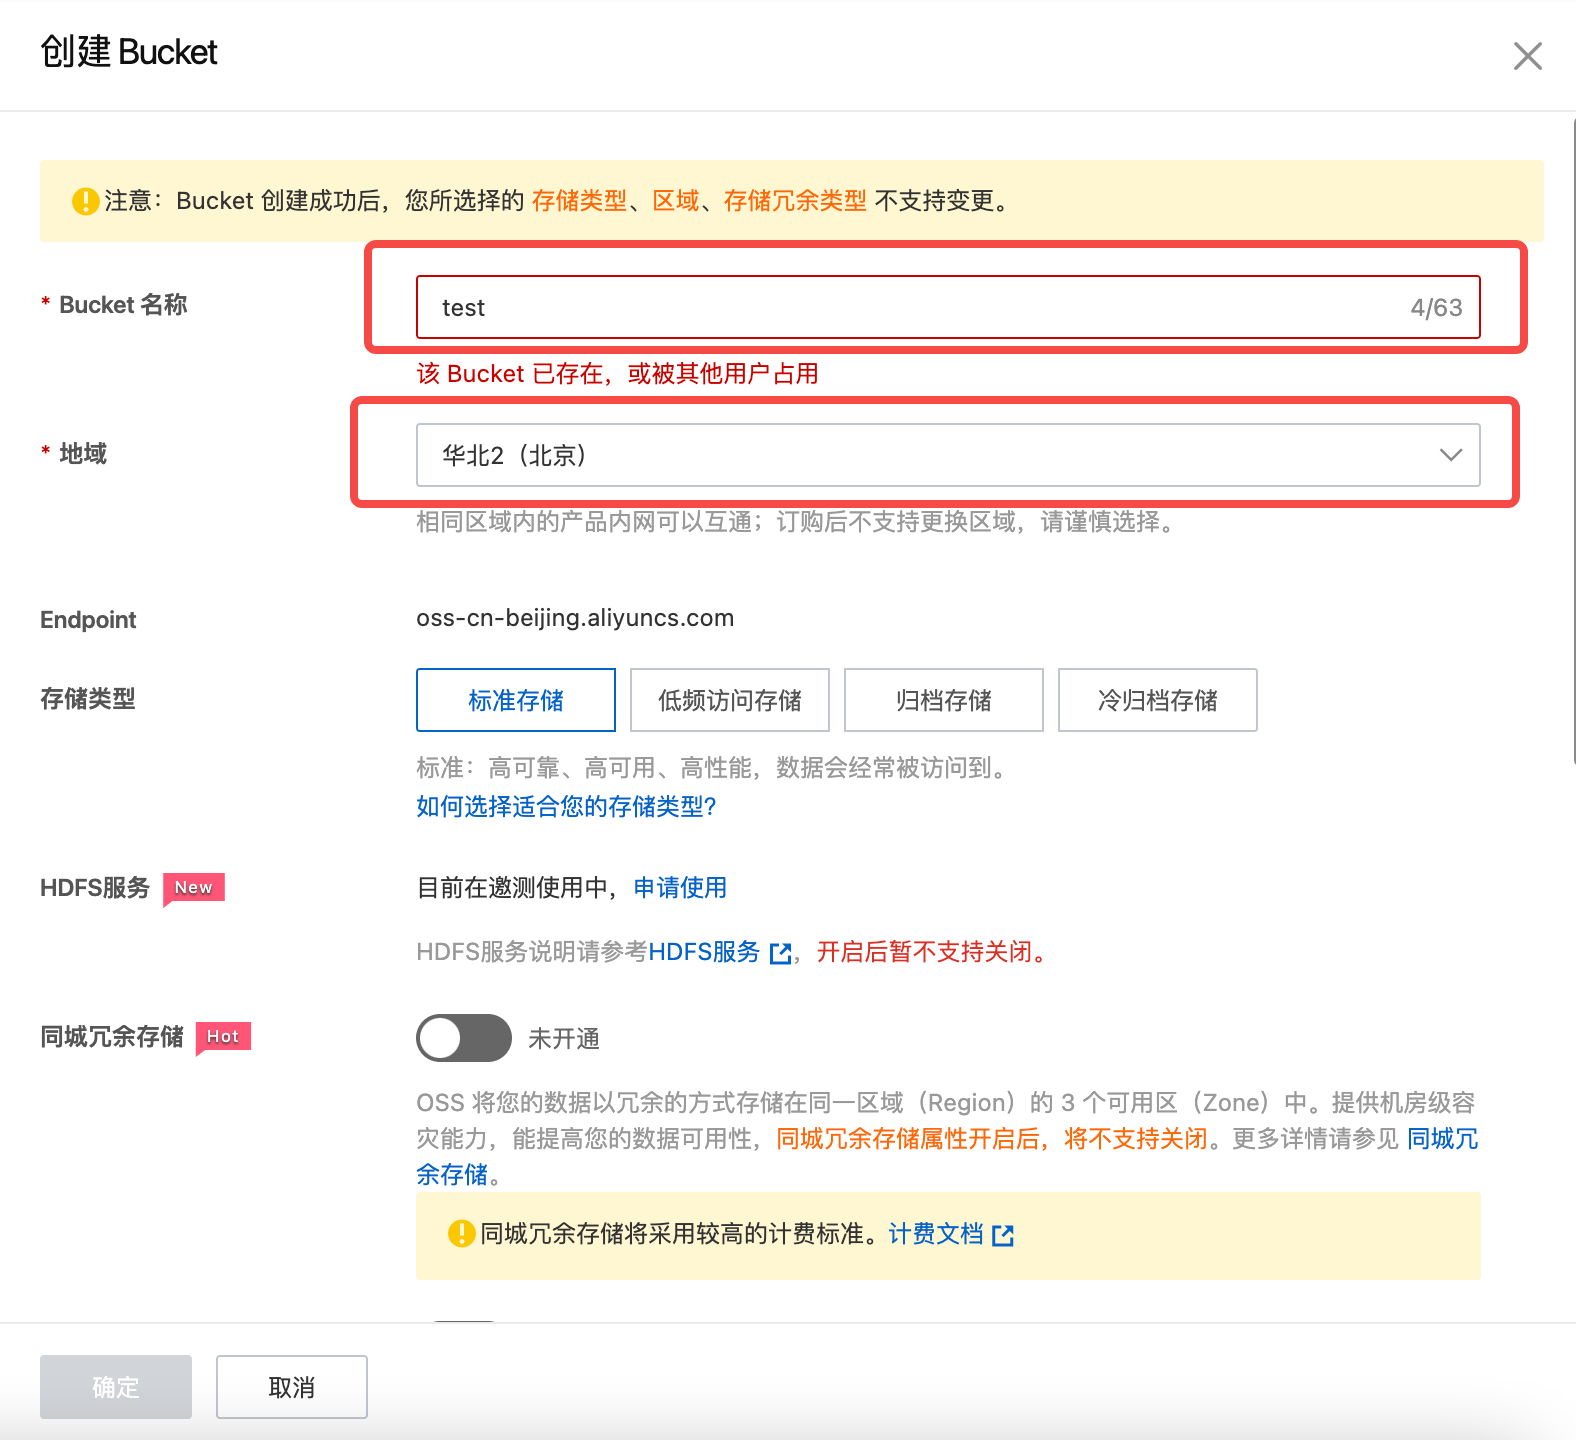 创建 Bucket
注意：Bucket 创建成功后，您所选择的 存储类型、区域、存储冗余类型 不支持变更。
* Bucket 名称
test 4/63
该 Bucket 已存在，或被其他用户占用
* 地域
华北2（北京）
相同区域内的产品内网可以互通；订购后不支持更换区域，请谨慎选择。
Endpoint
oss-cn-beijing.aliyuncs.com
存储类型
标准存储 低频访问存储 归档存储 冷归档存储
标准：高可靠、高可用、高性能，数据会经常被访问到。
如何选择适合您的存储类型?
HDFS服务 New
目前在邀测使用中，申请使用
HDFS服务说明请参考HDFS服务 ，开启后暂不支持关闭。
同城冗余存储 Hot
未开通
OSS 将您的数据以冗余的方式存储在同一区域（Region）的 3 个可用区（Zone）中。提供机房级容
灾能力，能提高您的数据可用性，同城冗余存储属性开启后，将不支持关闭。更多详情请参见 同城冗
余存储。
同城冗余存储将采用较高的计费标准。计费文档
确定 取消